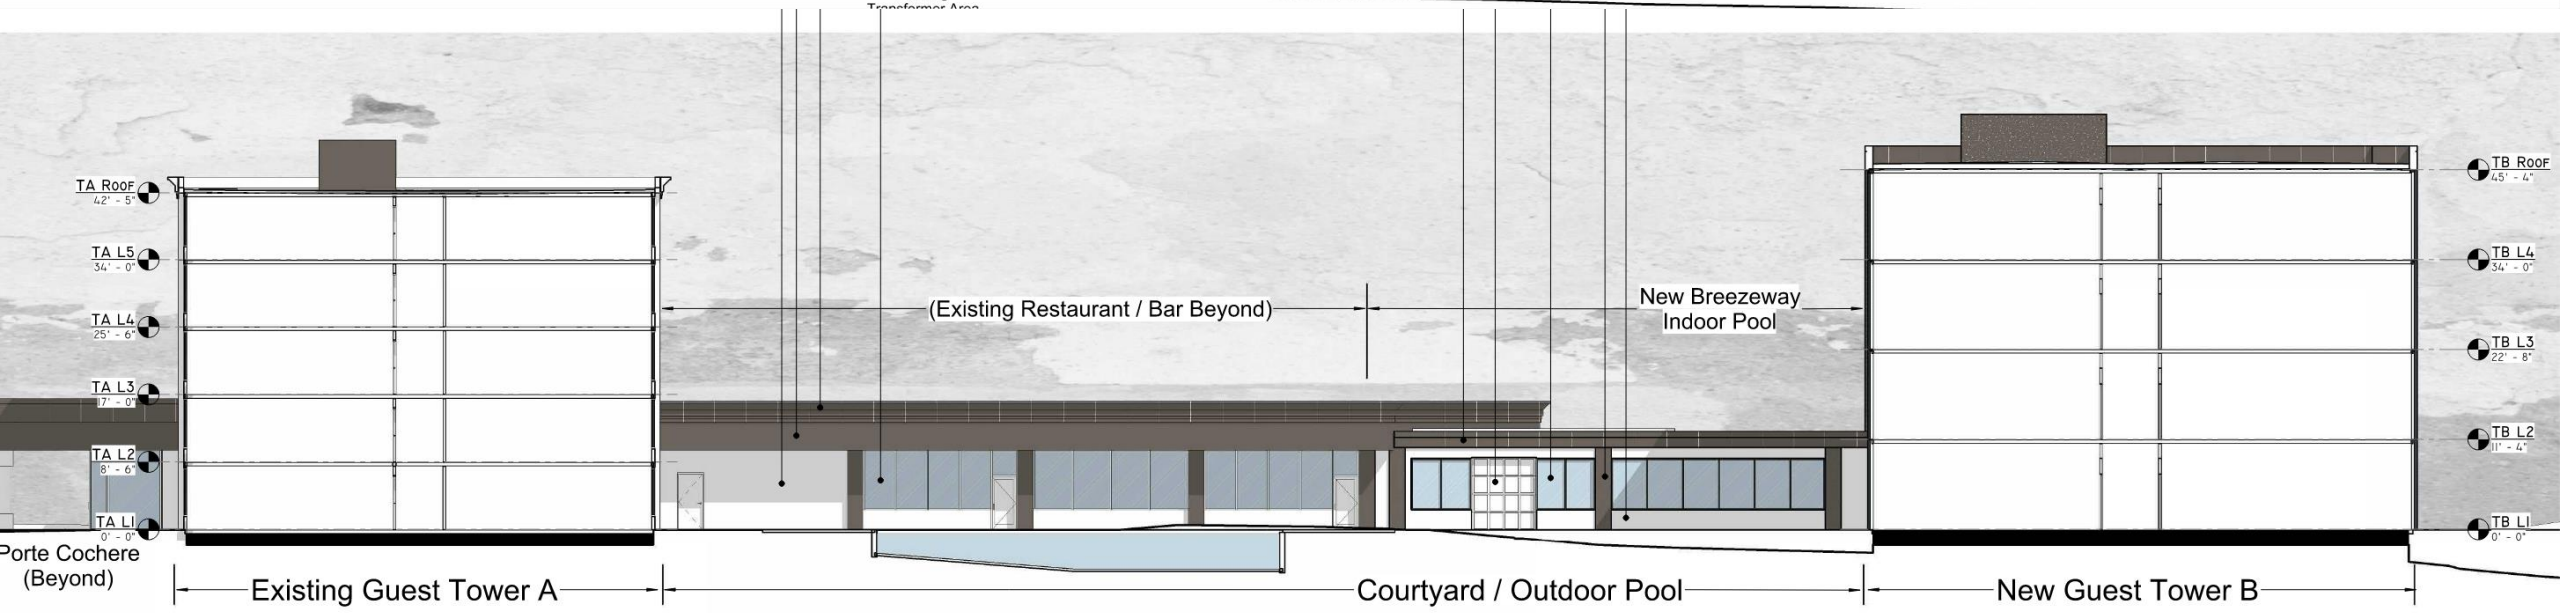 Transformer Area
TA ROOF
42' - 5"
TA L5
34' - 0"
TA L4
25' - 6"
TA L3
17' - 0"
TA L2
8' - 6"
TA L1
0' - 0"
Porte Cochere
(Beyond)
(Existing Restaurant / Bar Beyond)
New Breezeway
Indoor Pool
TB ROOF
45' - 4"
TB L4
34' - 0"
TB L3
22' - 8"
TB L2
11' - 4"
TB L1
0' - 0"
Existing Guest Tower A
Courtyard / Outdoor Pool
New Guest Tower B